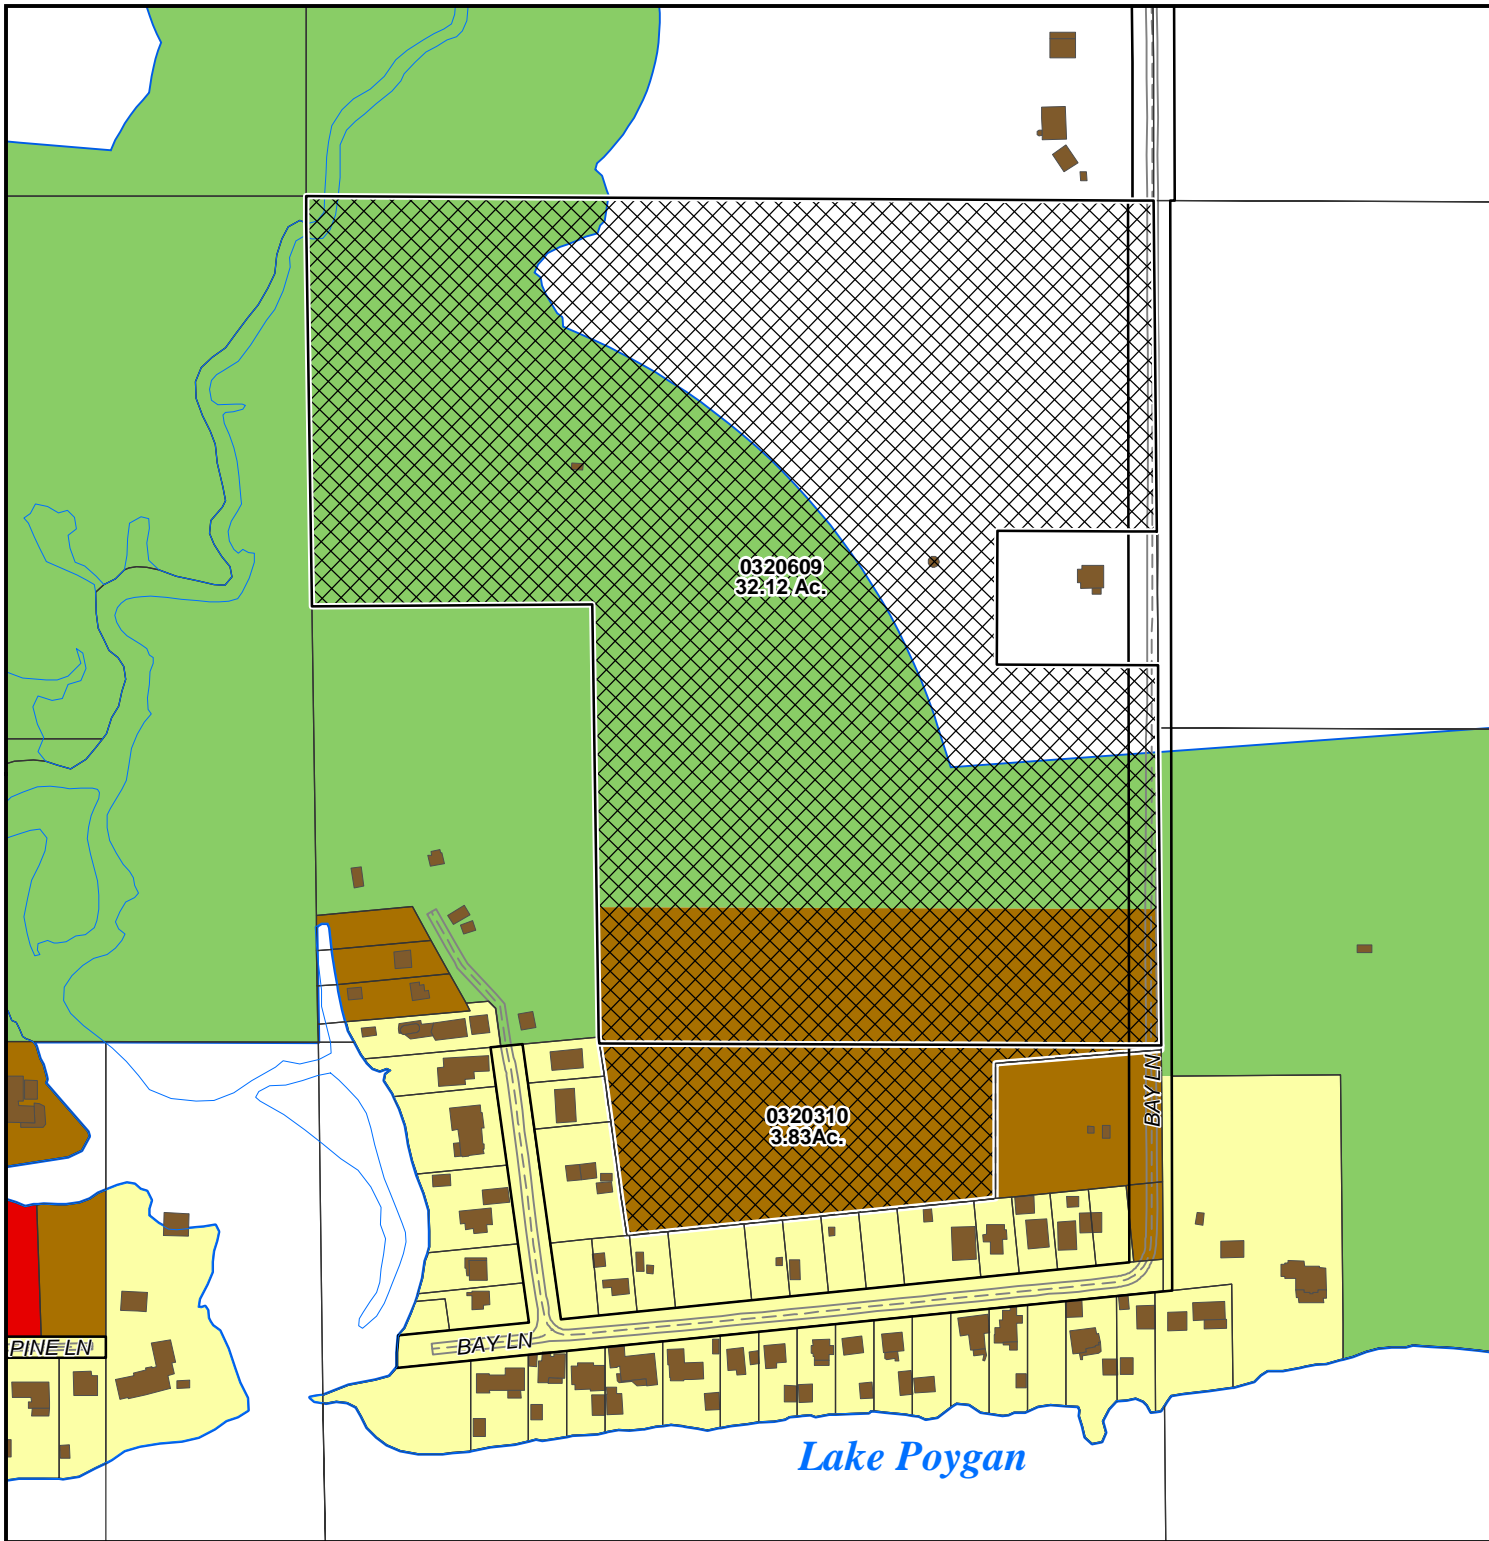 0320609
32.12 Ac.
BAY LN
0320310
3.83Ac.
PINE LN
BAY LN
Lake Poygan